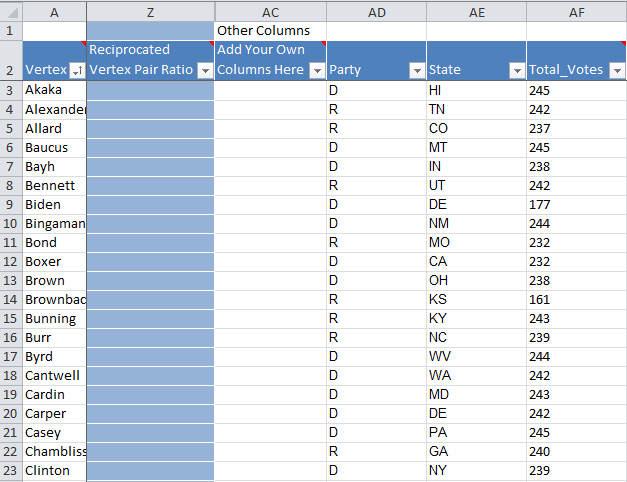 A Z AC AD AE AF
1 Other Columns
Reciprocated Add Your Own
2 Vertex Vertex Pair Ratio Columns Here Party State Total_Votes
3 Akaka D HI 245
4 Alexander R TN 242
5 Allard R CO 237
6 Baucus D MT 245
7 Bayh D IN 238
8 Bennett R UT 242
9 Biden D DE 177
10 Bingaman D NM 244
11 Bond R MO 232
12 Boxer D CA 232
13 Brown D OH 238
14 Brownbac R KS 161
15 Bunning R KY 243
16 Burr R NC 239
17 Byrd D WV 244
18 Cantwell D WA 242
19 Cardin D MD 243
20 Carper D DE 242
21 Casey D PA 245
22 Chambliss R GA 240
23 Clinton D NY 239